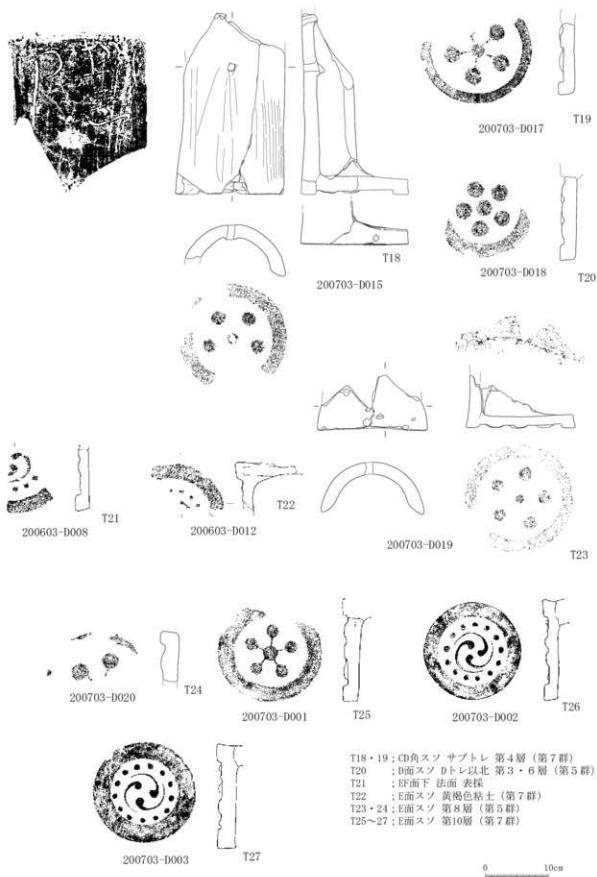 T19
200703-D017
T18
200703-D015
200703-D018
T20
T21
200603-D008
T22
200603-D012
200703-D019
T23
200703-D020
T24
200703-D001
T25
200703-D002
T26
200703-D003
T27
T18・19 ; CD角スソ サブトレ 第4層 (第7群)
T20 ; D面スソ Dトレ以北 第3・6層 (第5群)
T21 ; EF面下 法面 表採
T22 ; E面スソ 黄褐色粘土 (第7群)
T23・24 ; E面スソ 第8層 (第5群)
T25～27 ; E面スソ 第10層 (第7群)
0 10cm